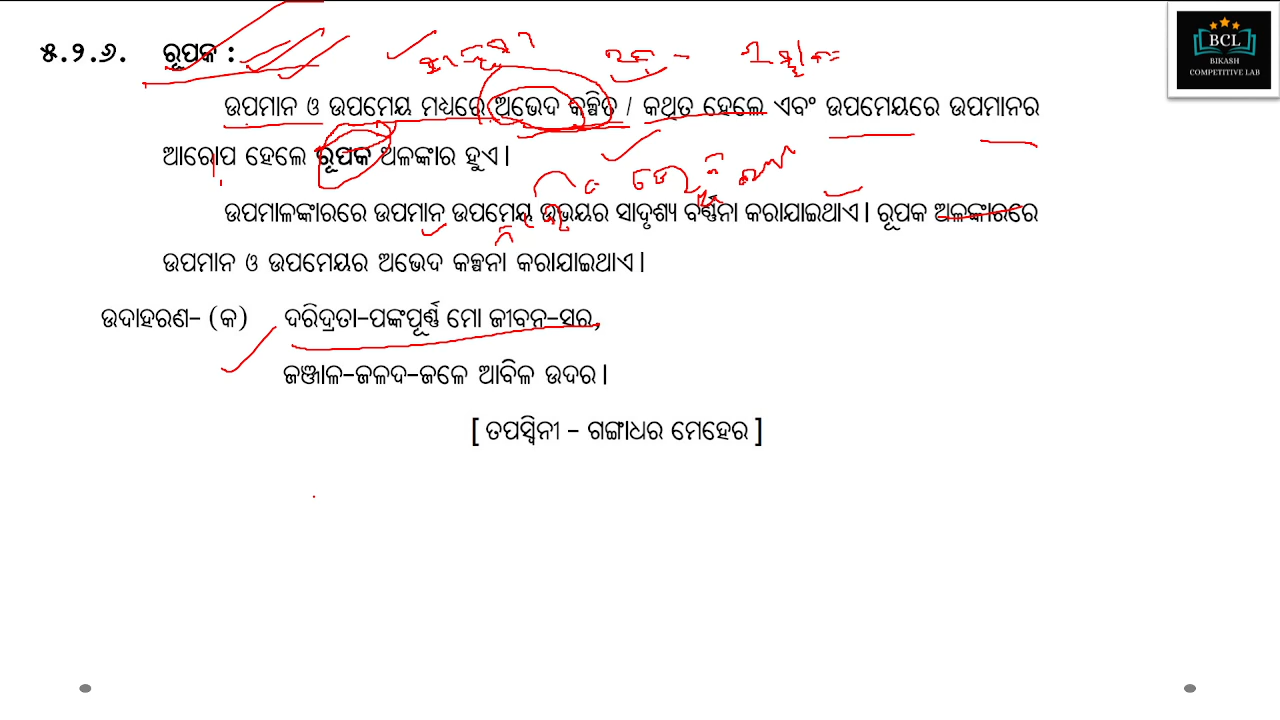 ୫.୨.୬. ରୂପକ :
ଉପମାନ ଓ ଉପମେୟ ମଧ୍ୟରେ ଅଭେଦ କଳ୍ପିତ / କଥିତ ହେଲେ ଏବଂ ଉପମେୟରେ ଉପମାନର
ଆରୋପ ହେଲେ ରୂପକ ଅଳଙ୍କାର ହୁଏ।
ଉପମାଳଙ୍କାରରେ ଉପମାନ ଉପମେୟ ଉଭୟର ସାଦୃଶ୍ୟ ବର୍ଣ୍ଣନା କରାଯାଇଥାଏ। ରୂପକ ଅଳଙ୍କାରରେ
ଉପମାନ ଓ ଉପମେୟର ଅଭେଦ କଳ୍ପନା କରାଯାଇଥାଏ।
ଉଦାହରଣ- (କ) ଦରିଦ୍ରତା-ପଙ୍କପୂର୍ଣ୍ଣ ମୋ ଜୀବନ-ସର,
ଜଞ୍ଜାଳ-ଜଳଦ-ଜଳେ ଆବିଳ ଉଦର।
[ ତପସ୍ୱିନୀ - ଗଙ୍ଗାଧର ମେହେର ]
BCL
BIKASH
COMPETITIVE LAB